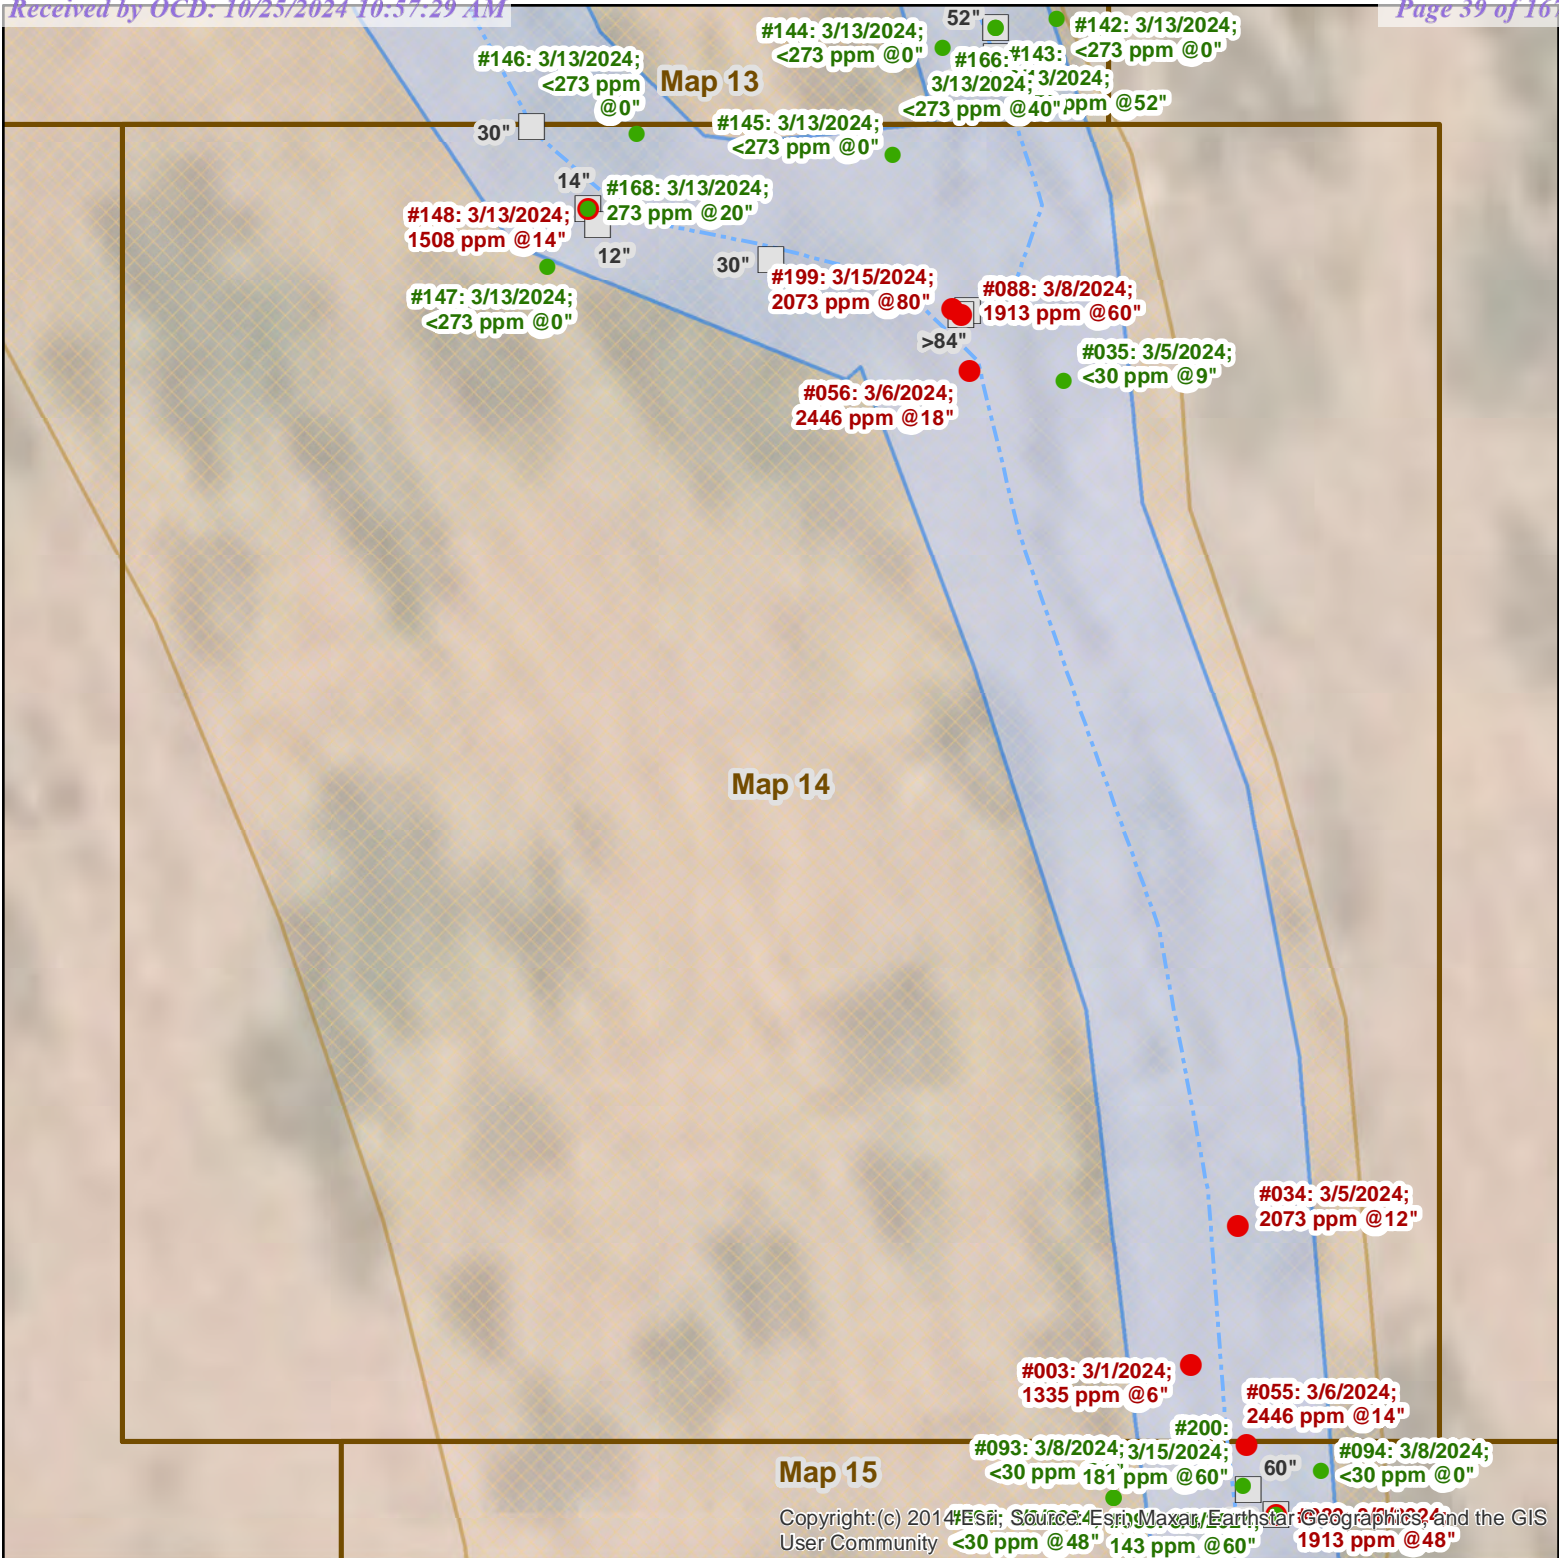 Received by OCD: 10/25/2024 10:57:29 AM
Page 39 of 167
52"
#144: 3/13/2024;
<273 ppm @0"
#142: 3/13/2024;
<273 ppm @0"
#146: 3/13/2024;
<273 ppm
@0"
Map 13
#166:
3/13/2024;
<273 ppm @40"
#143:
ppm @52"
30"
#145: 3/13/2024;
<273 ppm @0"
14"
#168: 3/13/2024;
273 ppm @20"
#148: 3/13/2024;
1508 ppm @14"
12"
30"
#147: 3/13/2024;
<273 ppm @0"
#199: 3/15/2024;
2073 ppm @80"
#088: 3/8/2024;
1913 ppm @60"
>84"
#035: 3/5/2024;
<30 ppm @9"
#056: 3/6/2024;
2446 ppm @18"
Map 14
#034: 3/5/2024;
2073 ppm @12"
#003: 3/1/2024;
1335 ppm @6"
#055: 3/6/2024;
2446 ppm @14"
#200:
3/15/2024;
181 ppm @60"
#093: 3/8/2024;
<30 ppm
60"
#094: 3/8/2024;
<30 ppm @0"
Map 15
Copyright:(c) 2014 Esri; Source: Esri, Maxar, Earthstar Geographics, and the GIS
User Community
<30 ppm @48"
143 ppm @60"
1913 ppm @48"